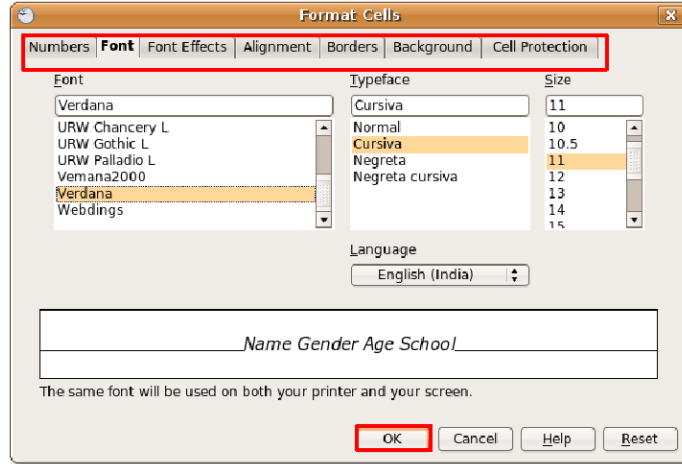 Format Cells
Numbers Font Font Effects Alignment Borders Background Cell Protection
Font Typeface Size
Verdana Cursiva 11
URW Chancery L Normal 10
URW Gothic L Cursiva 10.5
URW Palladio L Negreta 11
Vemana2000 Negreta cursiva 12
Verdana 13
Webdings 14
15
Language
English (India)
Name Gender Age School
The same font will be used on both your printer and your screen.
OK Cancel Help Reset